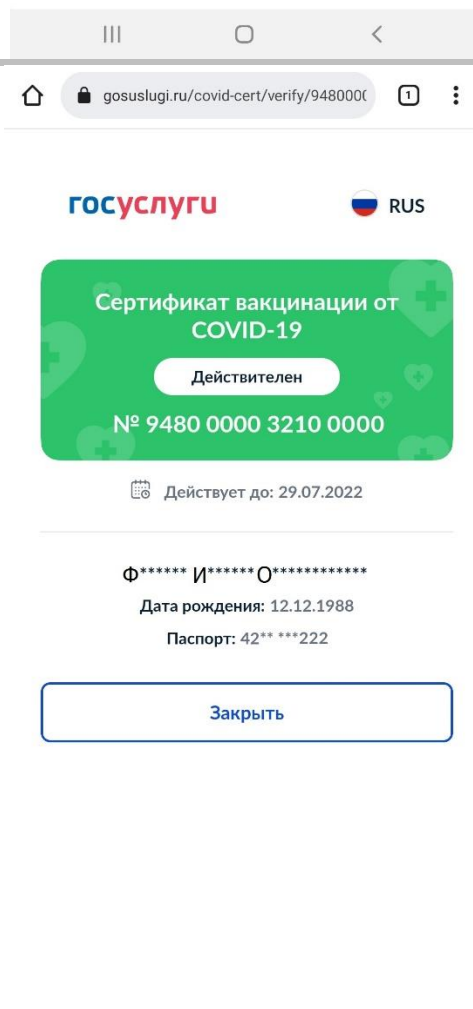 gosuslugi.ru/covid-cert/verify/948000(
1
госуслуги
RUS
Сертификат вакцинации от
COVID-19
Действителен
№ 9480 0000 3210 0000
Действует до: 29.07.2022
Ф****** И****** О************
Дата рождения: 12.12.1988
Паспорт: 42** ***222
Закрыть